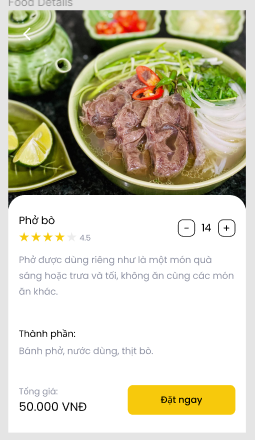 Food Details
Phở bò
- 14 +
4.5
Phở được dùng riêng như là một món quà
sáng hoặc trưa và tối, không ăn cùng các món
ăn khác.
Thành phần:
Bánh phở, nước dùng, thịt bò.
Tổng giá:
50.000 VNĐ
Đặt ngay